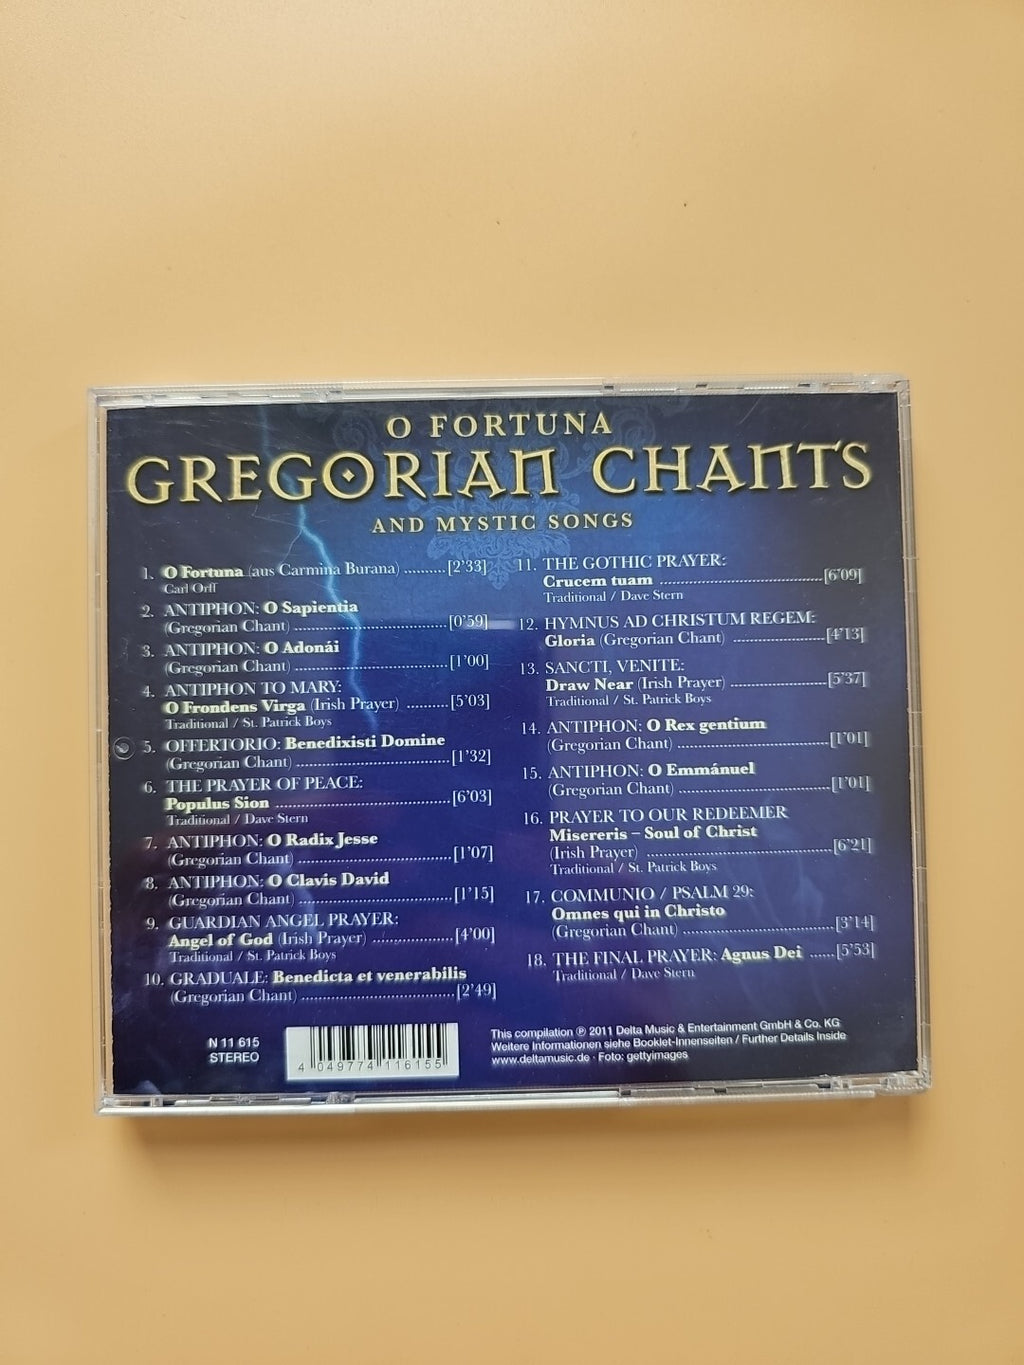 O FORTUNA
GREGORIAN CHANTS
AND MYSTIC SONGS
1. O Fortuna (aus Carmina Burana) .......... [2'33]
Carl Orff
2. ANTIPHON: O Sapientia
(Gregorian Chant) .......... [0'59]
3. ANTIPHON: O Adonái
(Gregorian Chant) .......... [1'00]
4. ANTIPHON TO MARY:
O Frondens Virga (Irish Prayer) .......... [5'03]
Traditional / St. Patrick Boys
5. OFFERTORIO: Benedixisti Domine
(Gregorian Chant) .......... [1'32]
6. THE PRAYER OF PEACE:
Populus Sion .......... [6'03]
Traditional / Dave Stern
7. ANTIPHON: O Radix Jesse
(Gregorian Chant) .......... [1'07]
8. ANTIPHON: O Clavis David
(Gregorian Chant) .......... [1'15]
9. GUARDIAN ANGEL PRAYER:
Angel of God (Irish Prayer) .......... [4'00]
Traditional / St. Patrick Boys
10. GRADUALE: Benedicta et venerabilis
(Gregorian Chant) .......... [2'49]
11. THE GOTHIC PRAYER:
Crucem tuam .......... [6'09]
Traditional / Dave Stern
12. HYMNUS AD CHRISTUM REGEM:
Gloria (Gregorian Chant) .......... [4'13]
13. SANCTI, VENITE:
Draw Near (Irish Prayer) .......... [5'37]
Traditional / St. Patrick Boys
14. ANTIPHON: O Rex gentium
(Gregorian Chant) .......... [1'01]
15. ANTIPHON: O Emmánuel
(Gregorian Chant) .......... [1'01]
16. PRAYER TO OUR REDEEMER
Misereris – Soul of Christ
(Irish Prayer) .......... [6'21]
Traditional / St. Patrick Boys
17. COMMUNIO / PSALM 29:
Omnes qui in Christo
(Gregorian Chant) .......... [3'14]
18. THE FINAL PRAYER: Agnus Dei ...... [5'53]
Traditional / Dave Stern
N 11 615
STEREO
4 049774 116155
This compilation ℗ 2011 Delta Music & Entertainment GmbH & Co. KG
Weitere Informationen siehe Booklet-Innenseiten / Further Details Inside
www.deltamusic.de · Foto: gettyimages